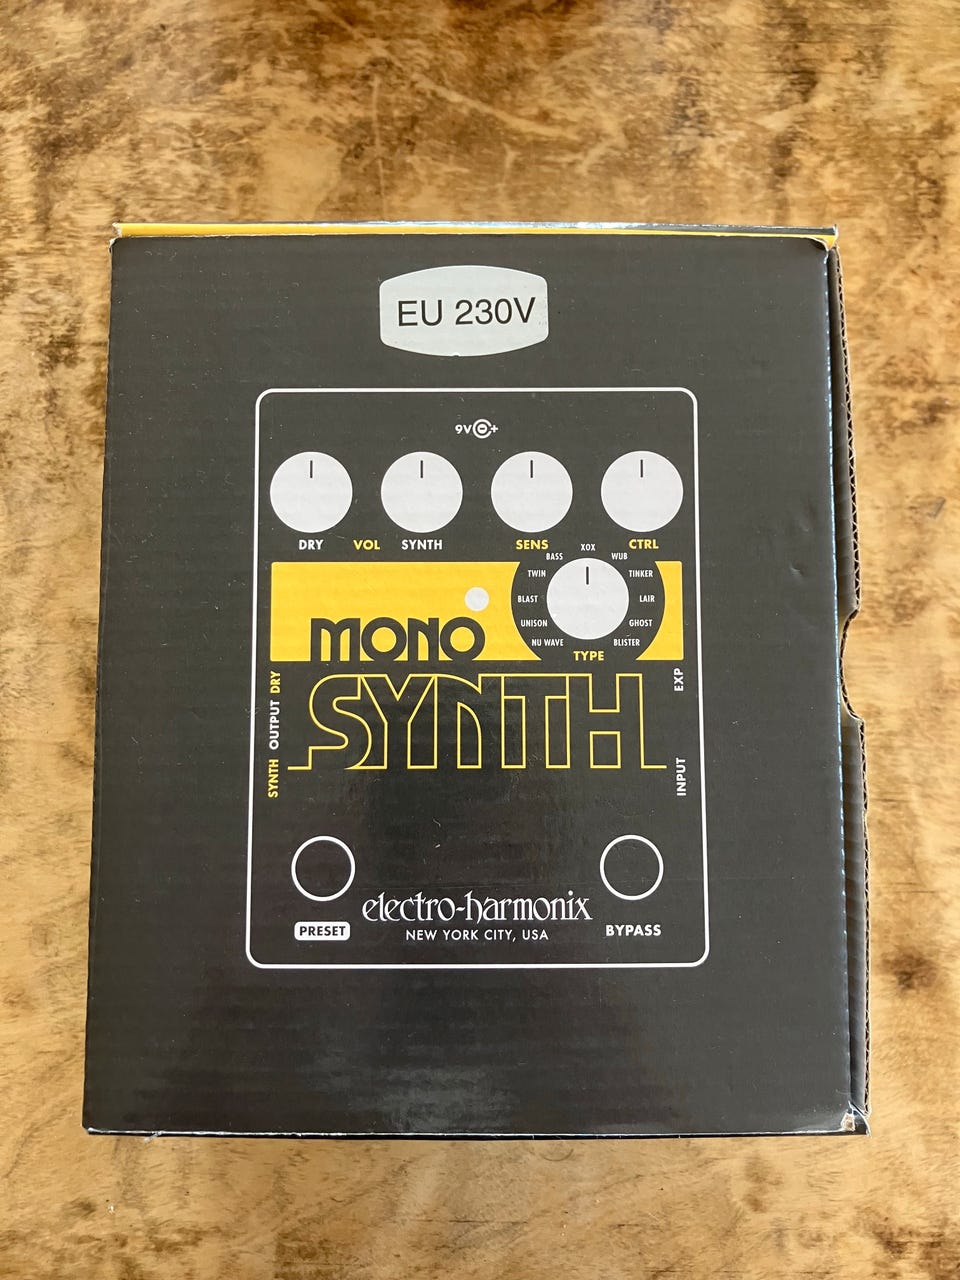 EU 230V
9V - +
DRY VOL SYNTH SENS CTRL
XOX
BASS WUB
TWIN TINKER
BLAST LAIR
UNISON GHOST
NU WAVE BLISTER
TYPE
MONO
SYNTH
SYNTH OUTPUT DRY
EXP
INPUT
electro-harmonix
NEW YORK CITY, USA
PRESET
BYPASS